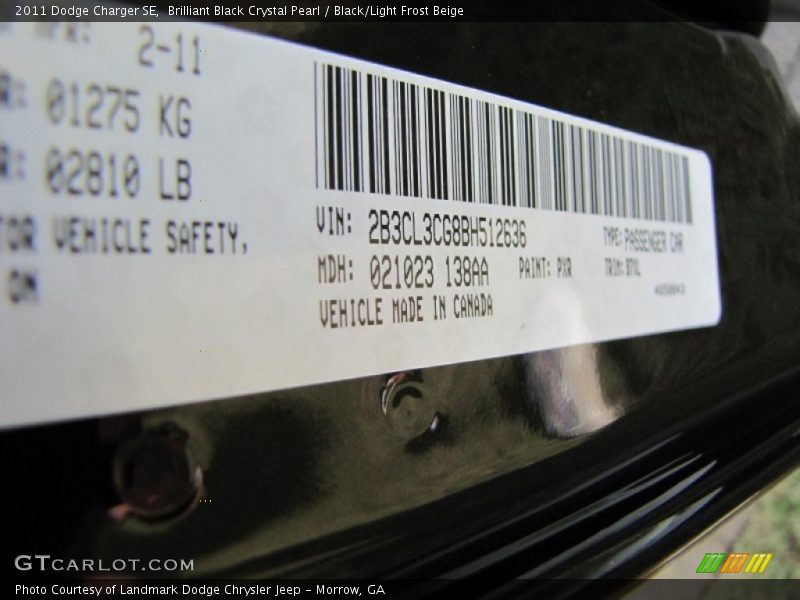 2011 Dodge Charger SE,  Brilliant Black Crystal Pearl / Black/Light Frost Beige
2-11
01275 KG
02810 LB
VEHICLE SAFETY,
ON
VIN: 2B3CL3CG8BH512636
TYPE: PASSENGER CAR
MDH: 021023 138AA
PAINT: PXR
TRIM:
VEHICLE MADE IN CANADA
GTCARLOT.COM
Photo Courtesy of Landmark Dodge Chrysler Jeep – Morrow, GA